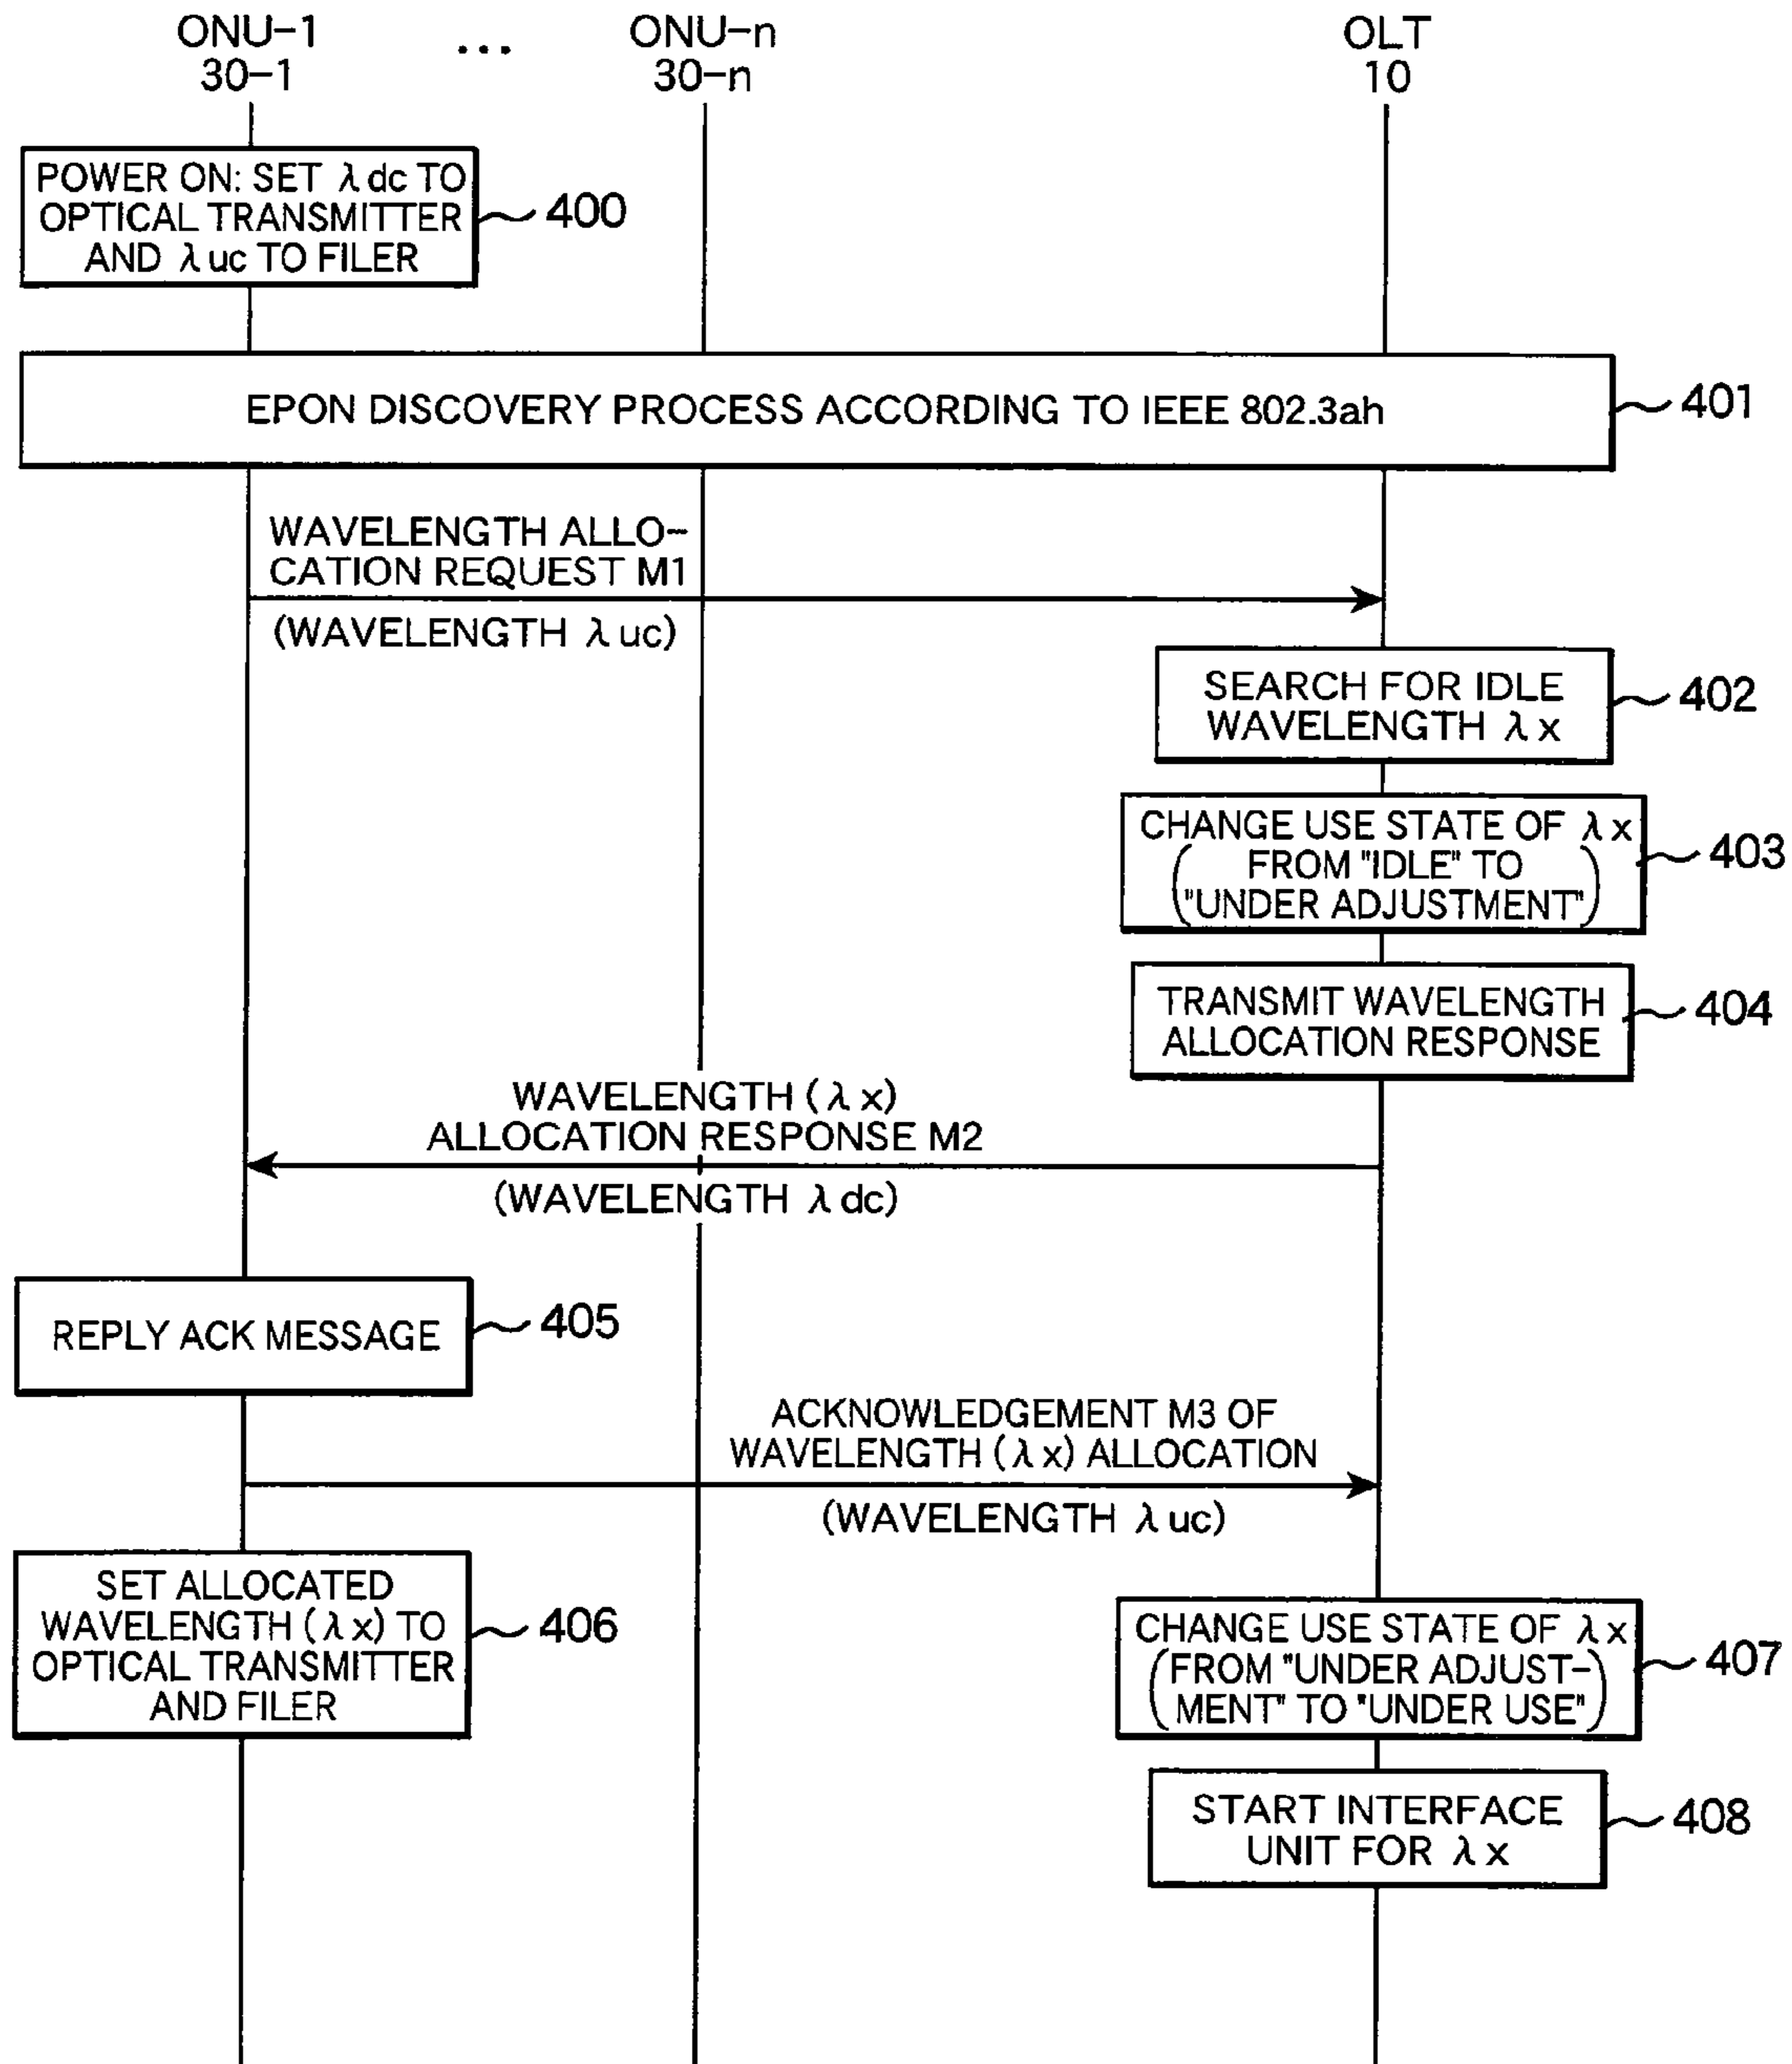 ONU-1 ... ONU-n OLT
30-1 30-n 10
POWER ON: SET λdc TO
OPTICAL TRANSMITTER
AND λuc TO FILER
400
EPON DISCOVERY PROCESS ACCORDING TO IEEE 802.3ah
401
WAVELENGTH ALLO-
CATION REQUEST M1
(WAVELENGTH λuc)
SEARCH FOR IDLE
WAVELENGTH λx
402
CHANGE USE STATE OF λx
(FROM "IDLE" TO
"UNDER ADJUSTMENT")
403
TRANSMIT WAVELENGTH
ALLOCATION RESPONSE
404
WAVELENGTH (λx)
ALLOCATION RESPONSE M2
(WAVELENGTH λdc)
REPLY ACK MESSAGE
405
ACKNOWLEDGEMENT M3 OF
WAVELENGTH (λx) ALLOCATION
(WAVELENGTH λuc)
SET ALLOCATED
WAVELENGTH (λx) TO
OPTICAL TRANSMITTER
AND FILER
406
CHANGE USE STATE OF λx
(FROM "UNDER ADJUST-
MENT" TO "UNDER USE")
407
START INTERFACE
UNIT FOR λx
408